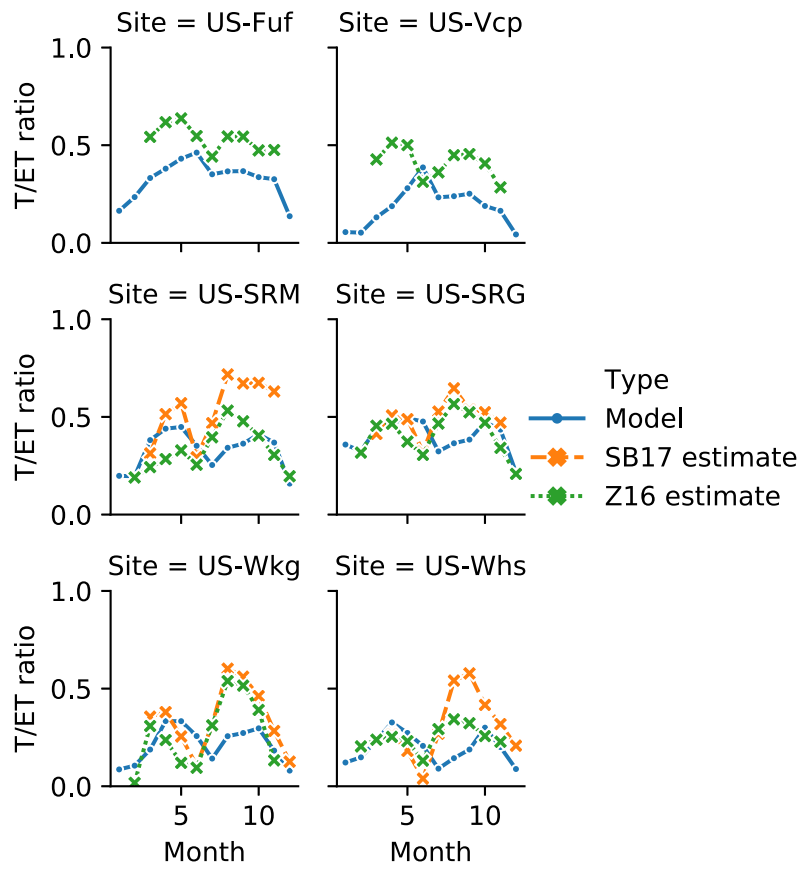 Site = US-Fuf
Site = US-Vcp
1.0
0.5
0.0
T/ET ratio
Site = US-SRM
Site = US-SRG
1.0
0.5
0.0
T/ET ratio
Type
Model
SB17 estimate
Z16 estimate
Site = US-Wkg
Site = US-Whs
1.0
0.5
0.0
T/ET ratio
5
10
5
10
Month
Month